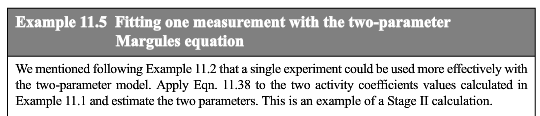 Example 11.5 Fitting one measurement with the two-parameter
Margules equation
We mentioned following Example 11.2 that a single experiment could be used more effectively with
the two-parameter model. Apply Eqn. 11.38 to the two activity coefficients values calculated in
Example 11.1 and estimate the two parameters. This is an example of a Stage II calculation.